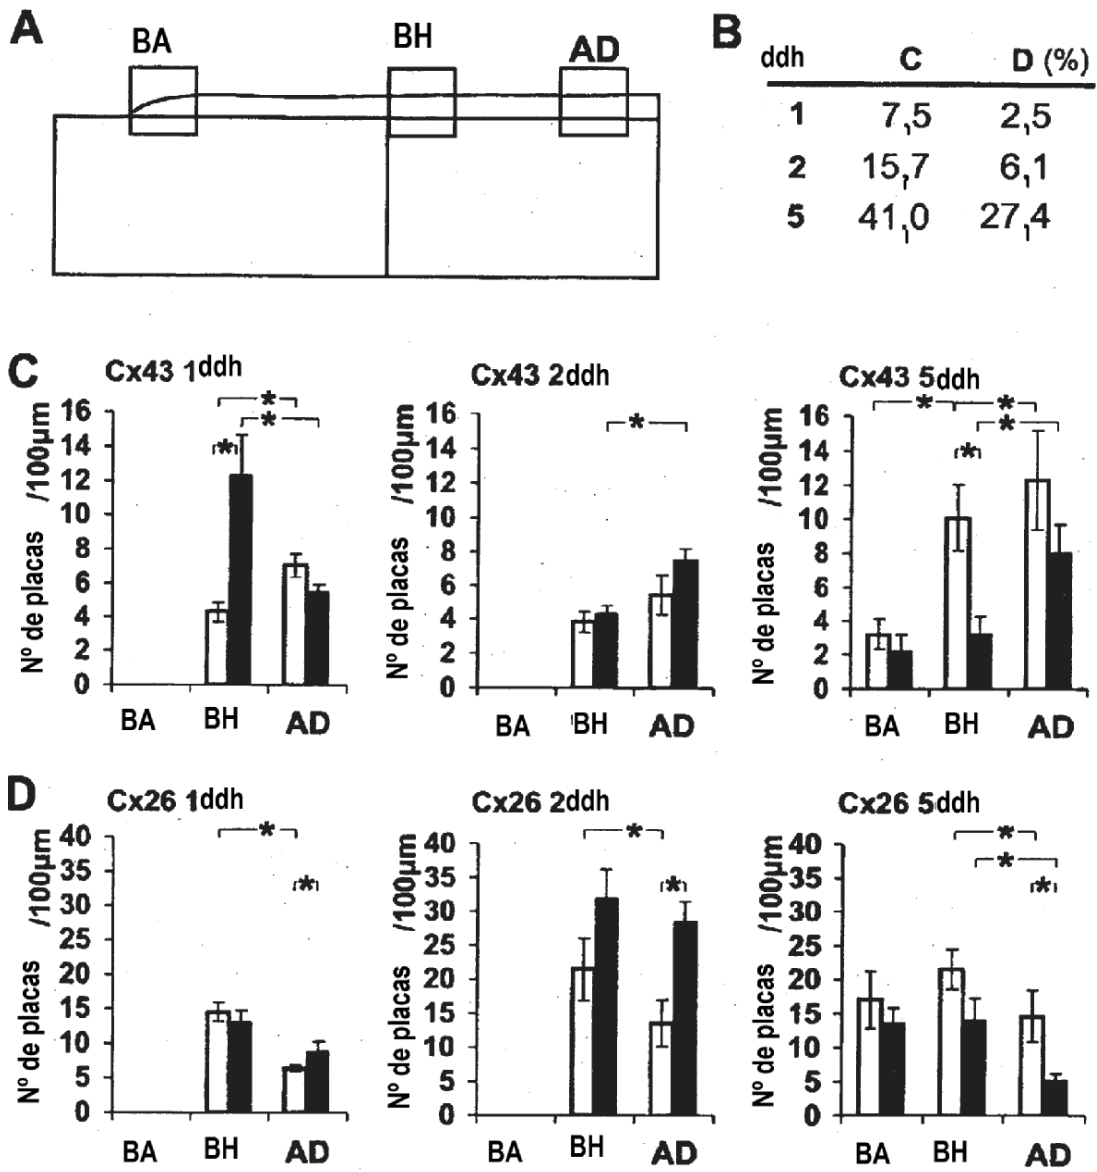 A
BA
BH
AD
B
ddh C D (%)
1 7,5 2,5
2 15,7 6,1
5 41,0 27,4
C
Cx43 1ddh
* * *
16
14
12
10
8
6
4
2
0
Nº de placas /100µm
BA BH AD
Cx43 2ddh
*
16
14
12
10
8
6
4
2
0
Nº de placas /100µm
BA BH AD
Cx43 5ddh
* * * *
16
14
12
10
8
6
4
2
0
Nº de placas /100µm
BA BH AD
D
Cx26 1ddh
* *
40
35
30
25
20
15
10
5
0
Nº de placas /100µm
BA BH AD
Cx26 2ddh
* *
40
35
30
25
20
15
10
5
0
Nº de placas /100µm
BA BH AD
Cx26 5ddh
* * *
40
35
30
25
20
15
10
5
0
Nº de placas /100µm
BA BH AD